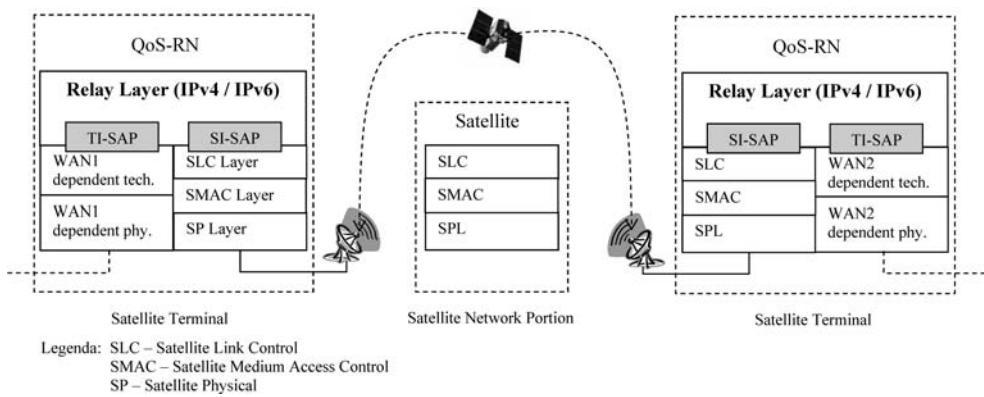 QoS-RN
Relay Layer (IPv4 / IPv6)
TI-SAP
SI-SAP
WAN1
dependent tech.
WAN1
dependent phy.
SLC Layer
SMAC Layer
SP Layer
Satellite Terminal
Satellite
SLC
SMAC
SPL
Satellite Network Portion
QoS-RN
Relay Layer (IPv4 / IPv6)
SI-SAP
TI-SAP
SLC
SMAC
SPL
WAN2
dependent tech.
WAN2
dependent phy.
Satellite Terminal
Legenda: SLC – Satellite Link Control
SMAC – Satellite Medium Access Control
SP – Satellite Physical